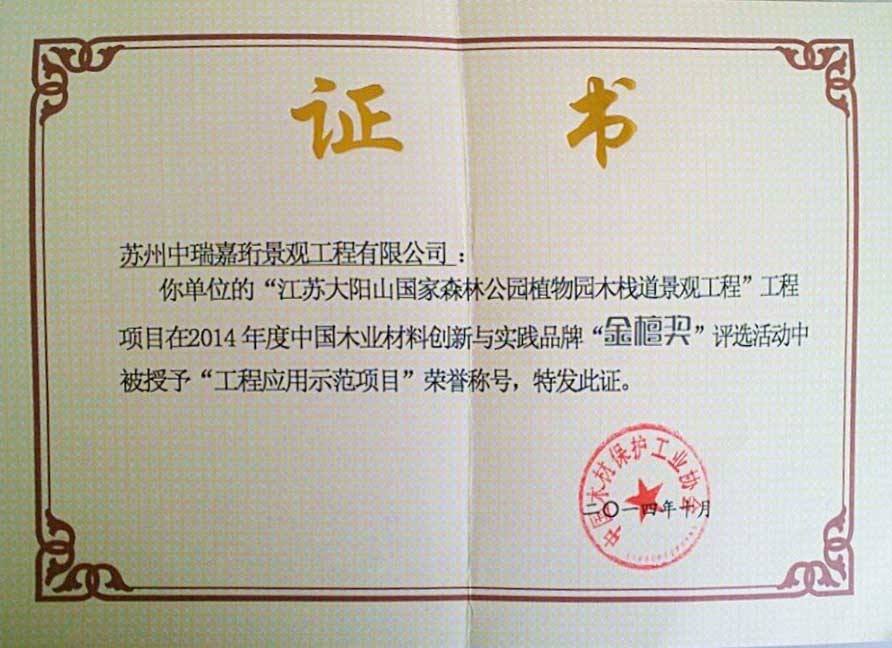 证书
苏州中瑞嘉珩景观工程有限公司：
你单位的“江苏大阳山国家森林公园植物园木栈道景观工程”工程
项目在2014年度中国木业材料创新与实践品牌“金檀奖”评选活动中
被授予“工程应用示范项目”荣誉称号，特发此证。
中国木材保护工业协会
二〇一四年十月